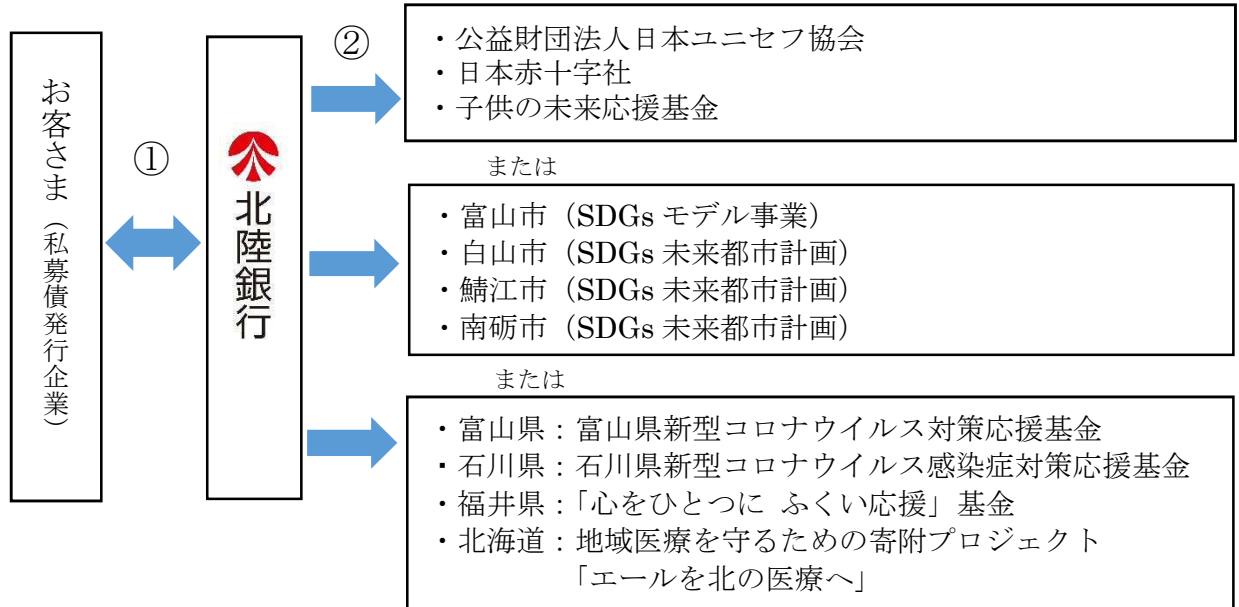 お客さま（私募債発行企業）
①
北陸銀行
②
・公益財団法人日本ユニセフ協会
・日本赤十字社
・子供の未来応援基金
または
・富山市（SDGs モデル事業）
・白山市（SDGs 未来都市計画）
・鯖江市（SDGs 未来都市計画）
・南砺市（SDGs 未来都市計画）
または
・富山県：富山県新型コロナウイルス対策応援基金
・石川県：石川県新型コロナウイルス感染症対策応援基金
・福井県：「心をひとつに ふくい応援」基金
・北海道：地域医療を守るための寄附プロジェクト
「エールを北の医療へ」